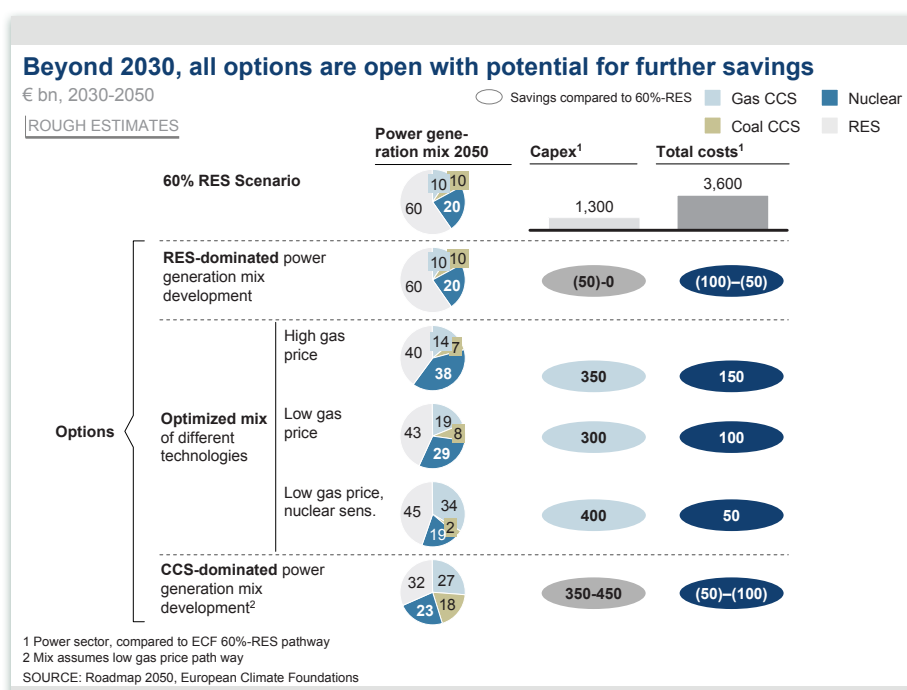 Beyond 2030, all options are open with potential for further savings
€ bn, 2030-2050
ROUGH ESTIMATES
Savings compared to 60%-RES
Gas CCS
Nuclear
Coal CCS
RES
Power gene-
ration mix 2050
Capex1
Total costs1
60% RES Scenario
10
10
60
20
1,300
3,600
RES-dominated power
generation mix
development
10
10
60
20
(50)-0
(100)–(50)
Options
Optimized mix
of different
technologies
High gas
price
14
7
40
38
350
150
Low gas
price
19
8
43
29
300
100
Low gas price,
nuclear sens.
45
34
19
2
400
50
CCS-dominated power
generation mix
development2
32
27
23
18
350-450
(50)–(100)
1 Power sector, compared to ECF 60%-RES pathway
2 Mix assumes low gas price path way
SOURCE: Roadmap 2050, European Climate Foundations